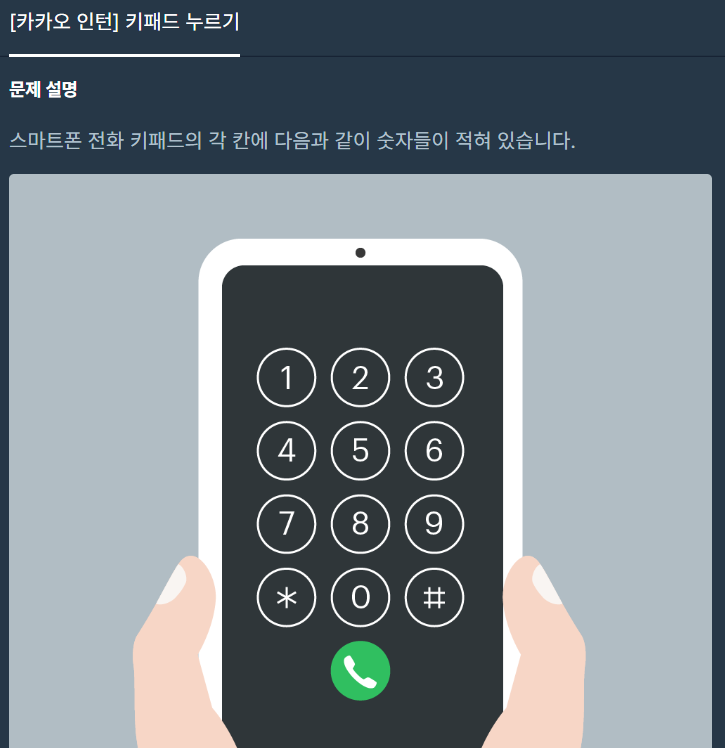 [카카오 인턴] 키패드 누르기
문제 설명
스마트폰 전화 키패드의 각 칸에 다음과 같이 숫자들이 적혀 있습니다.
1 2 3
4 5 6
7 8 9
* 0 #